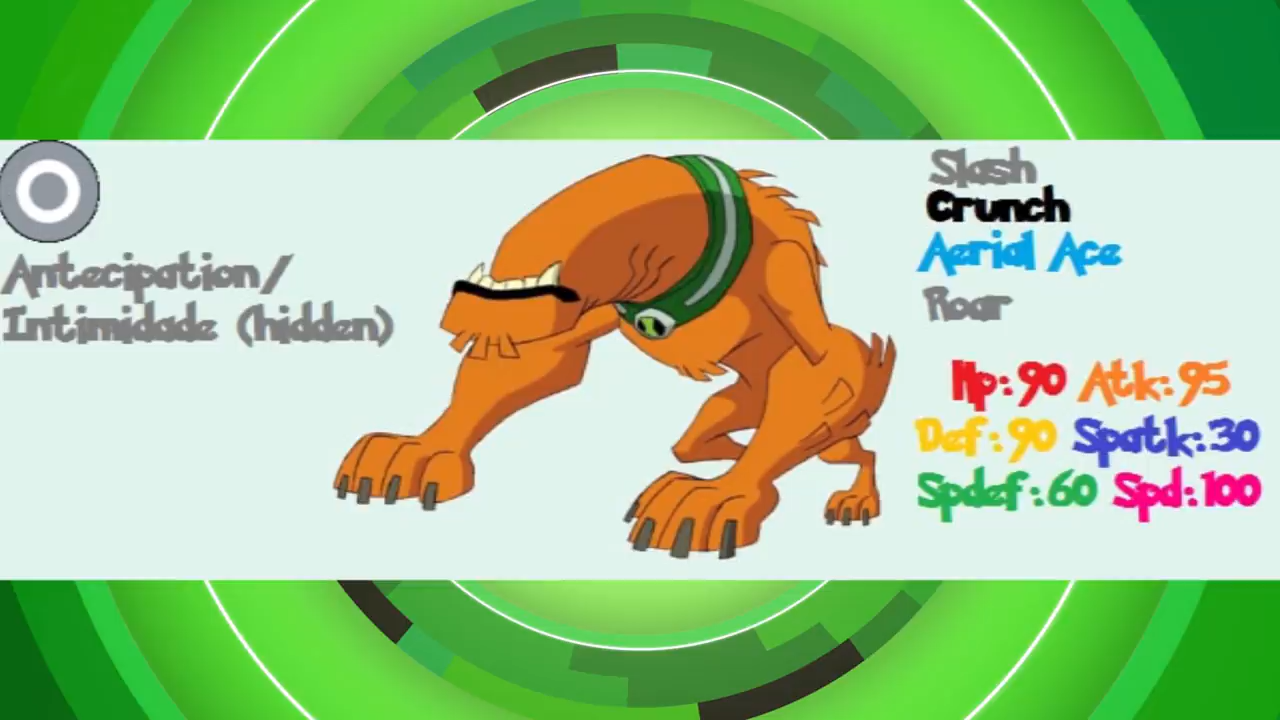 Antecipation/
Intimidade (hidden)
Slash
Crunch
Aerial Ace
Roar
Hp:90 Atk:95
Def:90 Spatk:30
Spdef:60 Spd:100